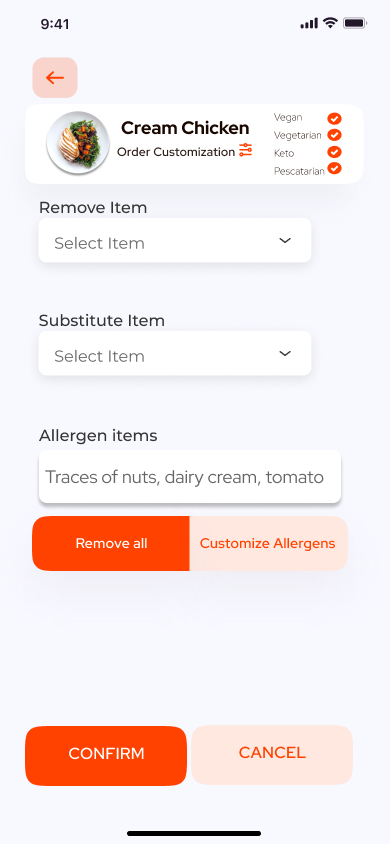 9:41
Cream Chicken
Order Customization
Vegan
Vegetarian
Keto
Pescatarian
Remove Item
Select Item
Substitute Item
Select Item
Allergen items
Traces of nuts, dairy cream, tomato
Remove all
Customize Allergens
CONFIRM
CANCEL